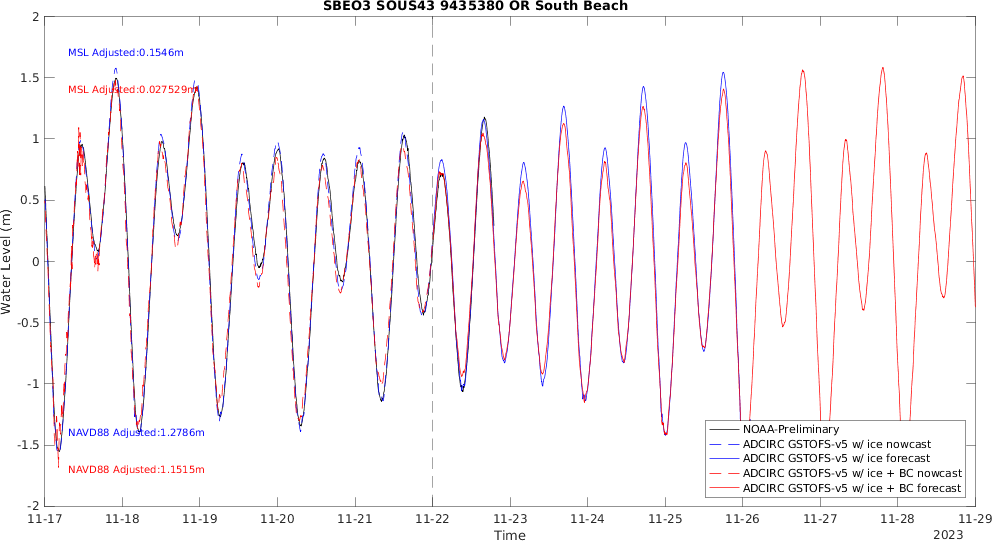 SBEO3 SOUS43 9435380 OR South Beach
2
1.5
1
0.5
0
-0.5
-1
-1.5
-2
Water Level (m)
MSL Adjusted:0.1546m
MSL Adjusted:0.027529m
NAVD88 Adjusted:1.2786m
NAVD88 Adjusted:1.1515m
NOAA-Preliminary
ADCIRC GSTOFS-v5 w/ ice nowcast
ADCIRC GSTOFS-v5 w/ ice forecast
ADCIRC GSTOFS-v5 w/ ice + BC nowcast
ADCIRC GSTOFS-v5 w/ ice + BC forecast
11-17 11-18 11-19 11-20 11-21 11-22 11-23 11-24 11-25 11-26 11-27 11-28 11-29
Time
2023